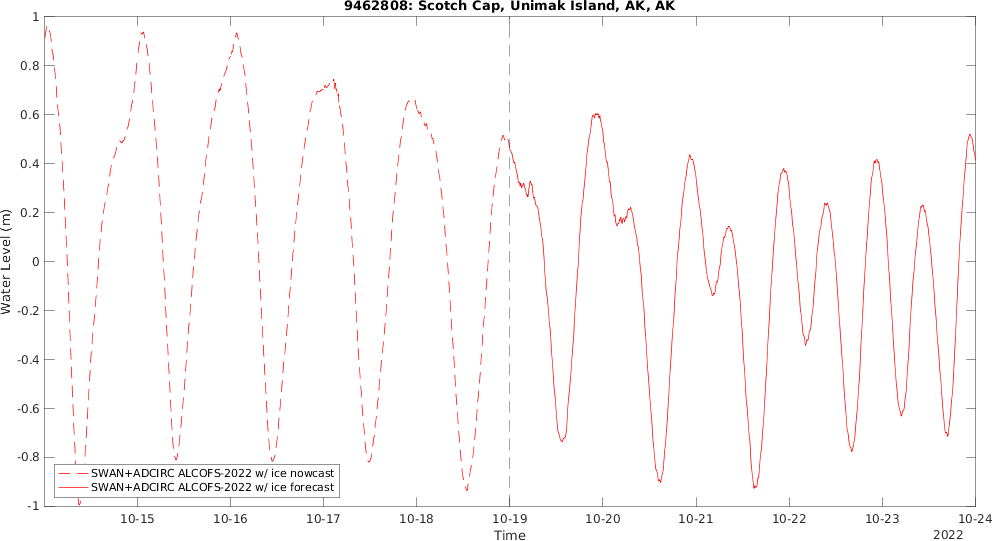 9462808: Scotch Cap, Unimak Island, AK, AK
1
0.8
0.6
0.4
0.2
0
-0.2
-0.4
-0.6
-0.8
-1
Water Level (m)
SWAN+ADCIRC ALCOFS-2022 w/ ice nowcast
SWAN+ADCIRC ALCOFS-2022 w/ ice forecast
10-15 10-16 10-17 10-18 10-19 10-20 10-21 10-22 10-23 10-24
Time
2022